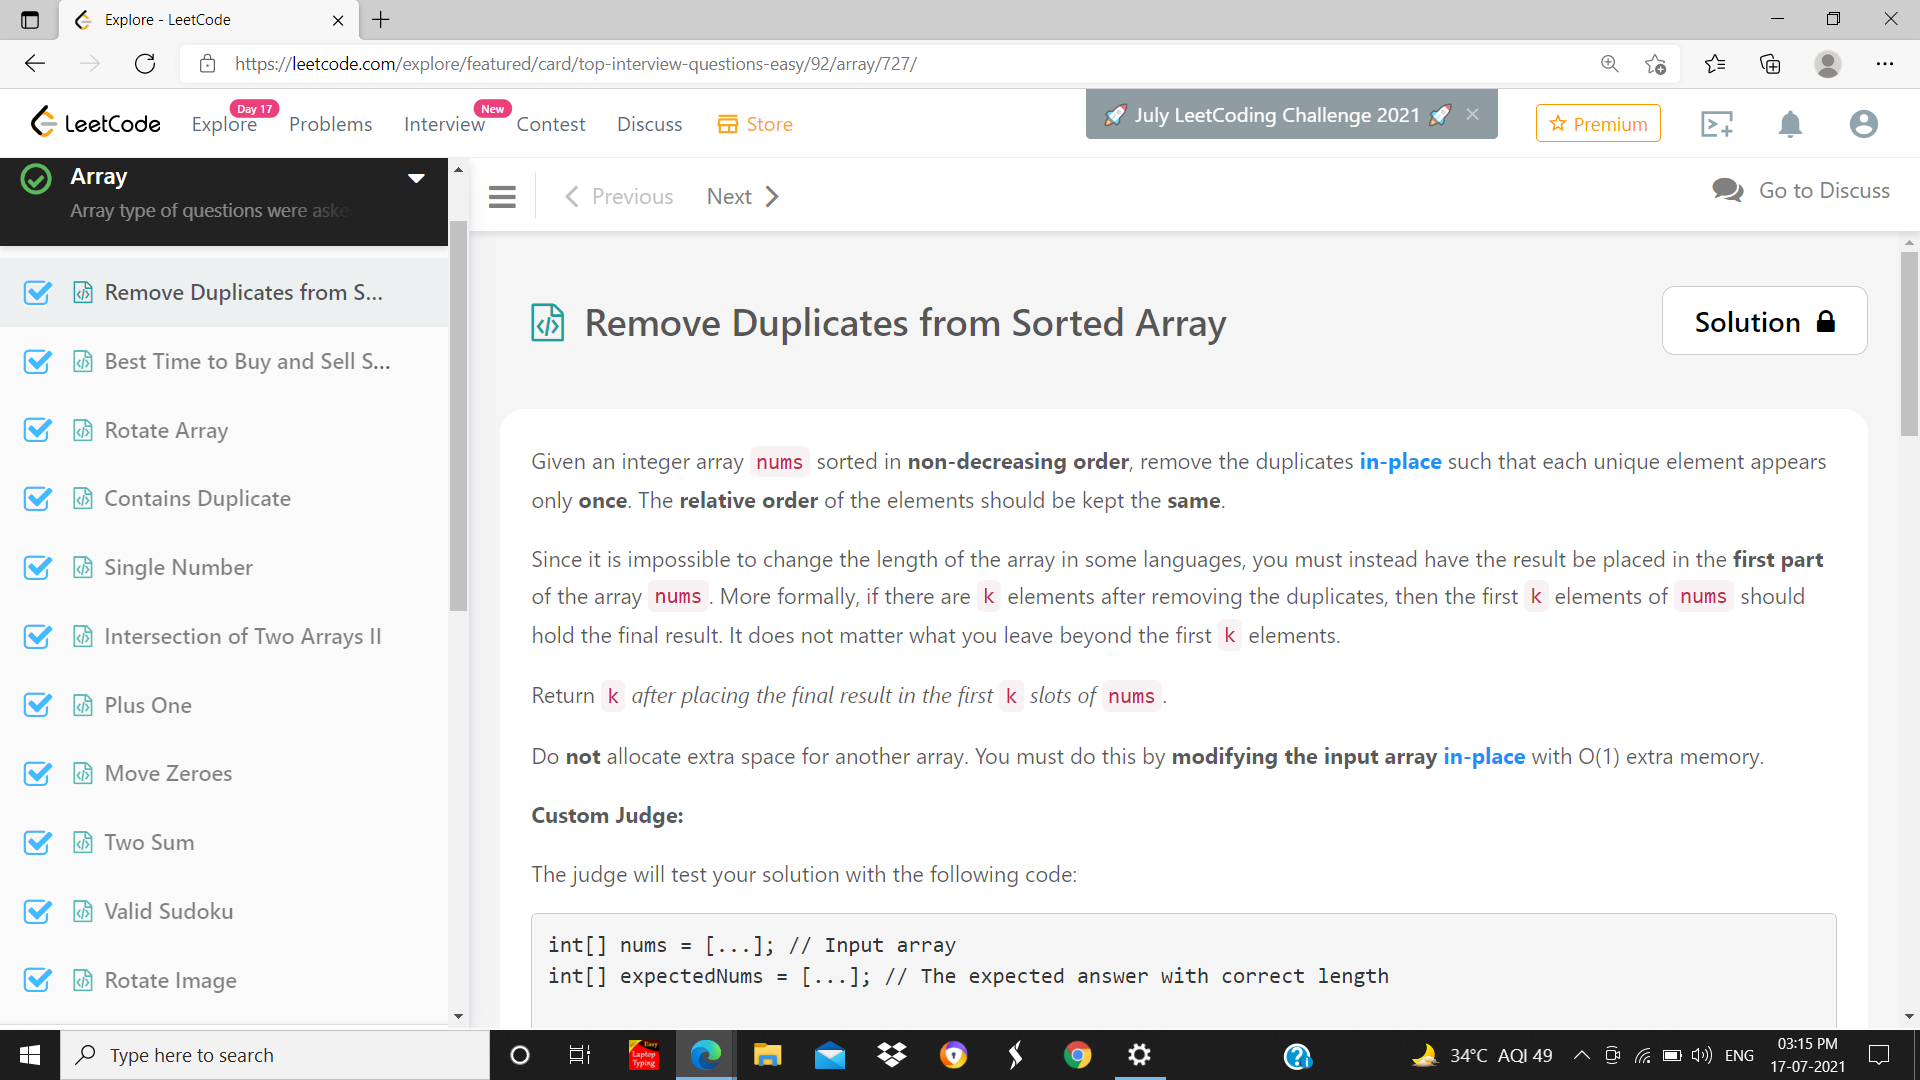 Explore - LeetCode
https://leetcode.com/explore/featured/card/top-interview-questions-easy/92/array/727/
LeetCode
Explore
Day 17
Problems
Interview
New
Contest
Discuss
Store
July LeetCoding Challenge 2021
Premium
Array
Array type of questions were aske
Previous
Next
Go to Discuss
Remove Duplicates from S...
Best Time to Buy and Sell S...
Rotate Array
Contains Duplicate
Single Number
Intersection of Two Arrays II
Plus One
Move Zeroes
Two Sum
Valid Sudoku
Rotate Image
Remove Duplicates from Sorted Array
Solution
Given an integer array nums sorted in non-decreasing order, remove the duplicates in-place such that each unique element appears
only once. The relative order of the elements should be kept the same.
Since it is impossible to change the length of the array in some languages, you must instead have the result be placed in the first part
of the array nums. More formally, if there are k elements after removing the duplicates, then the first k elements of nums should
hold the final result. It does not matter what you leave beyond the first k elements.
Return k after placing the final result in the first k slots of nums.
Do not allocate extra space for another array. You must do this by modifying the input array in-place with O(1) extra memory.
Custom Judge:
The judge will test your solution with the following code:
int[] nums = [...]; // Input array
int[] expectedNums = [...]; // The expected answer with correct length
Type here to search
Easy
Laptop
Typing
34°C AQI 49
ENG
03:15 PM
17-07-2021